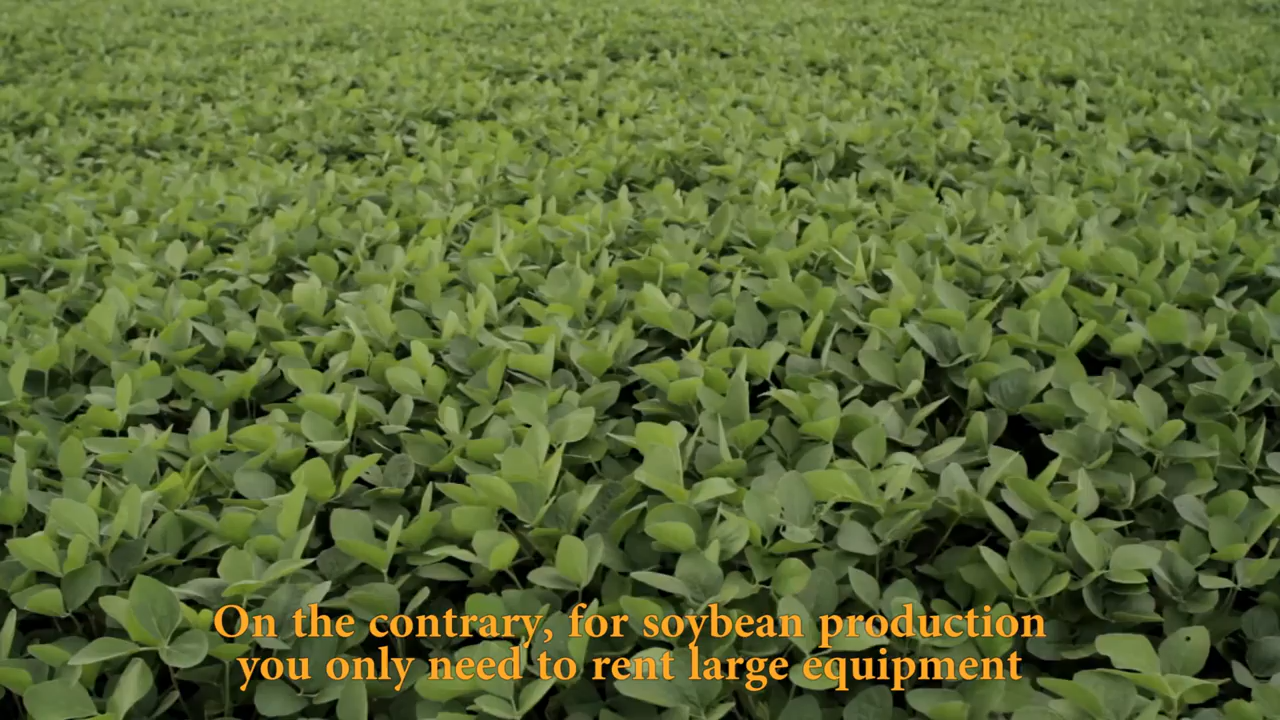 On the contrary, for soybean production
you only need to rent large equipment